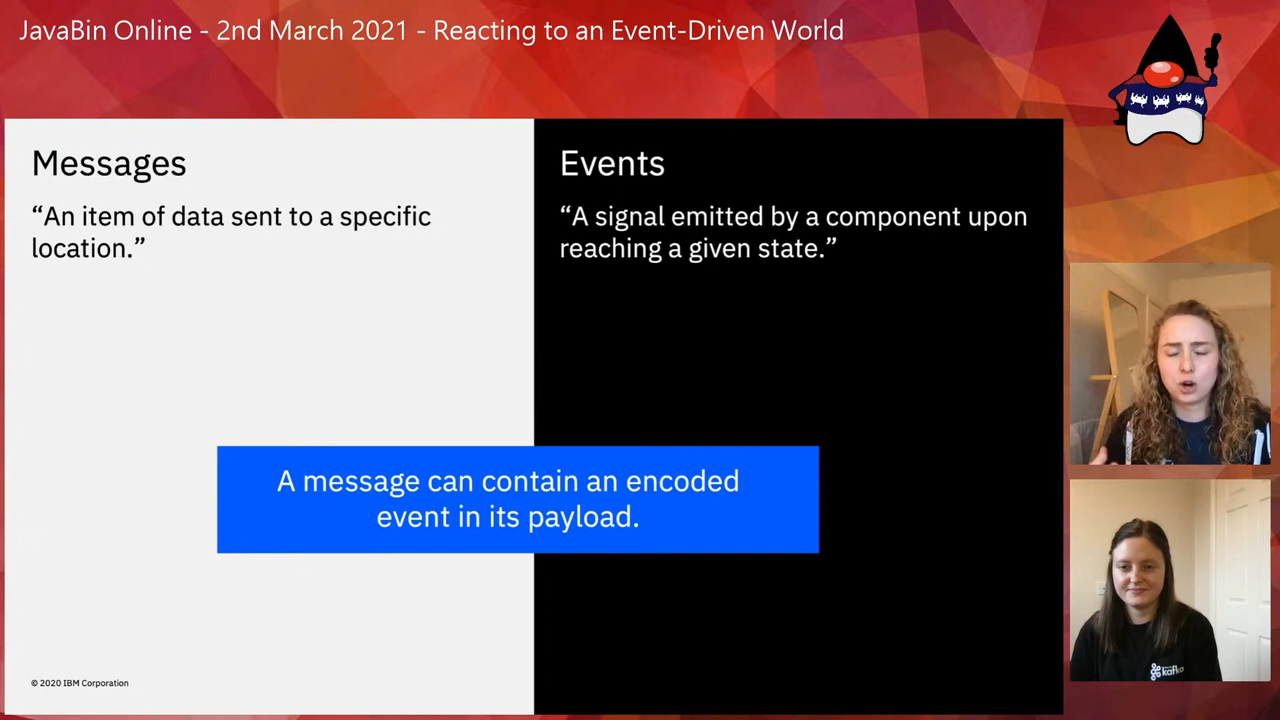 JavaBin Online - 2nd March 2021 - Reacting to an Event-Driven World
Messages
“An item of data sent to a specific
location.”
Events
“A signal emitted by a component upon
reaching a given state.”
A message can contain an encoded
event in its payload.
© 2020 IBM Corporation
kafka